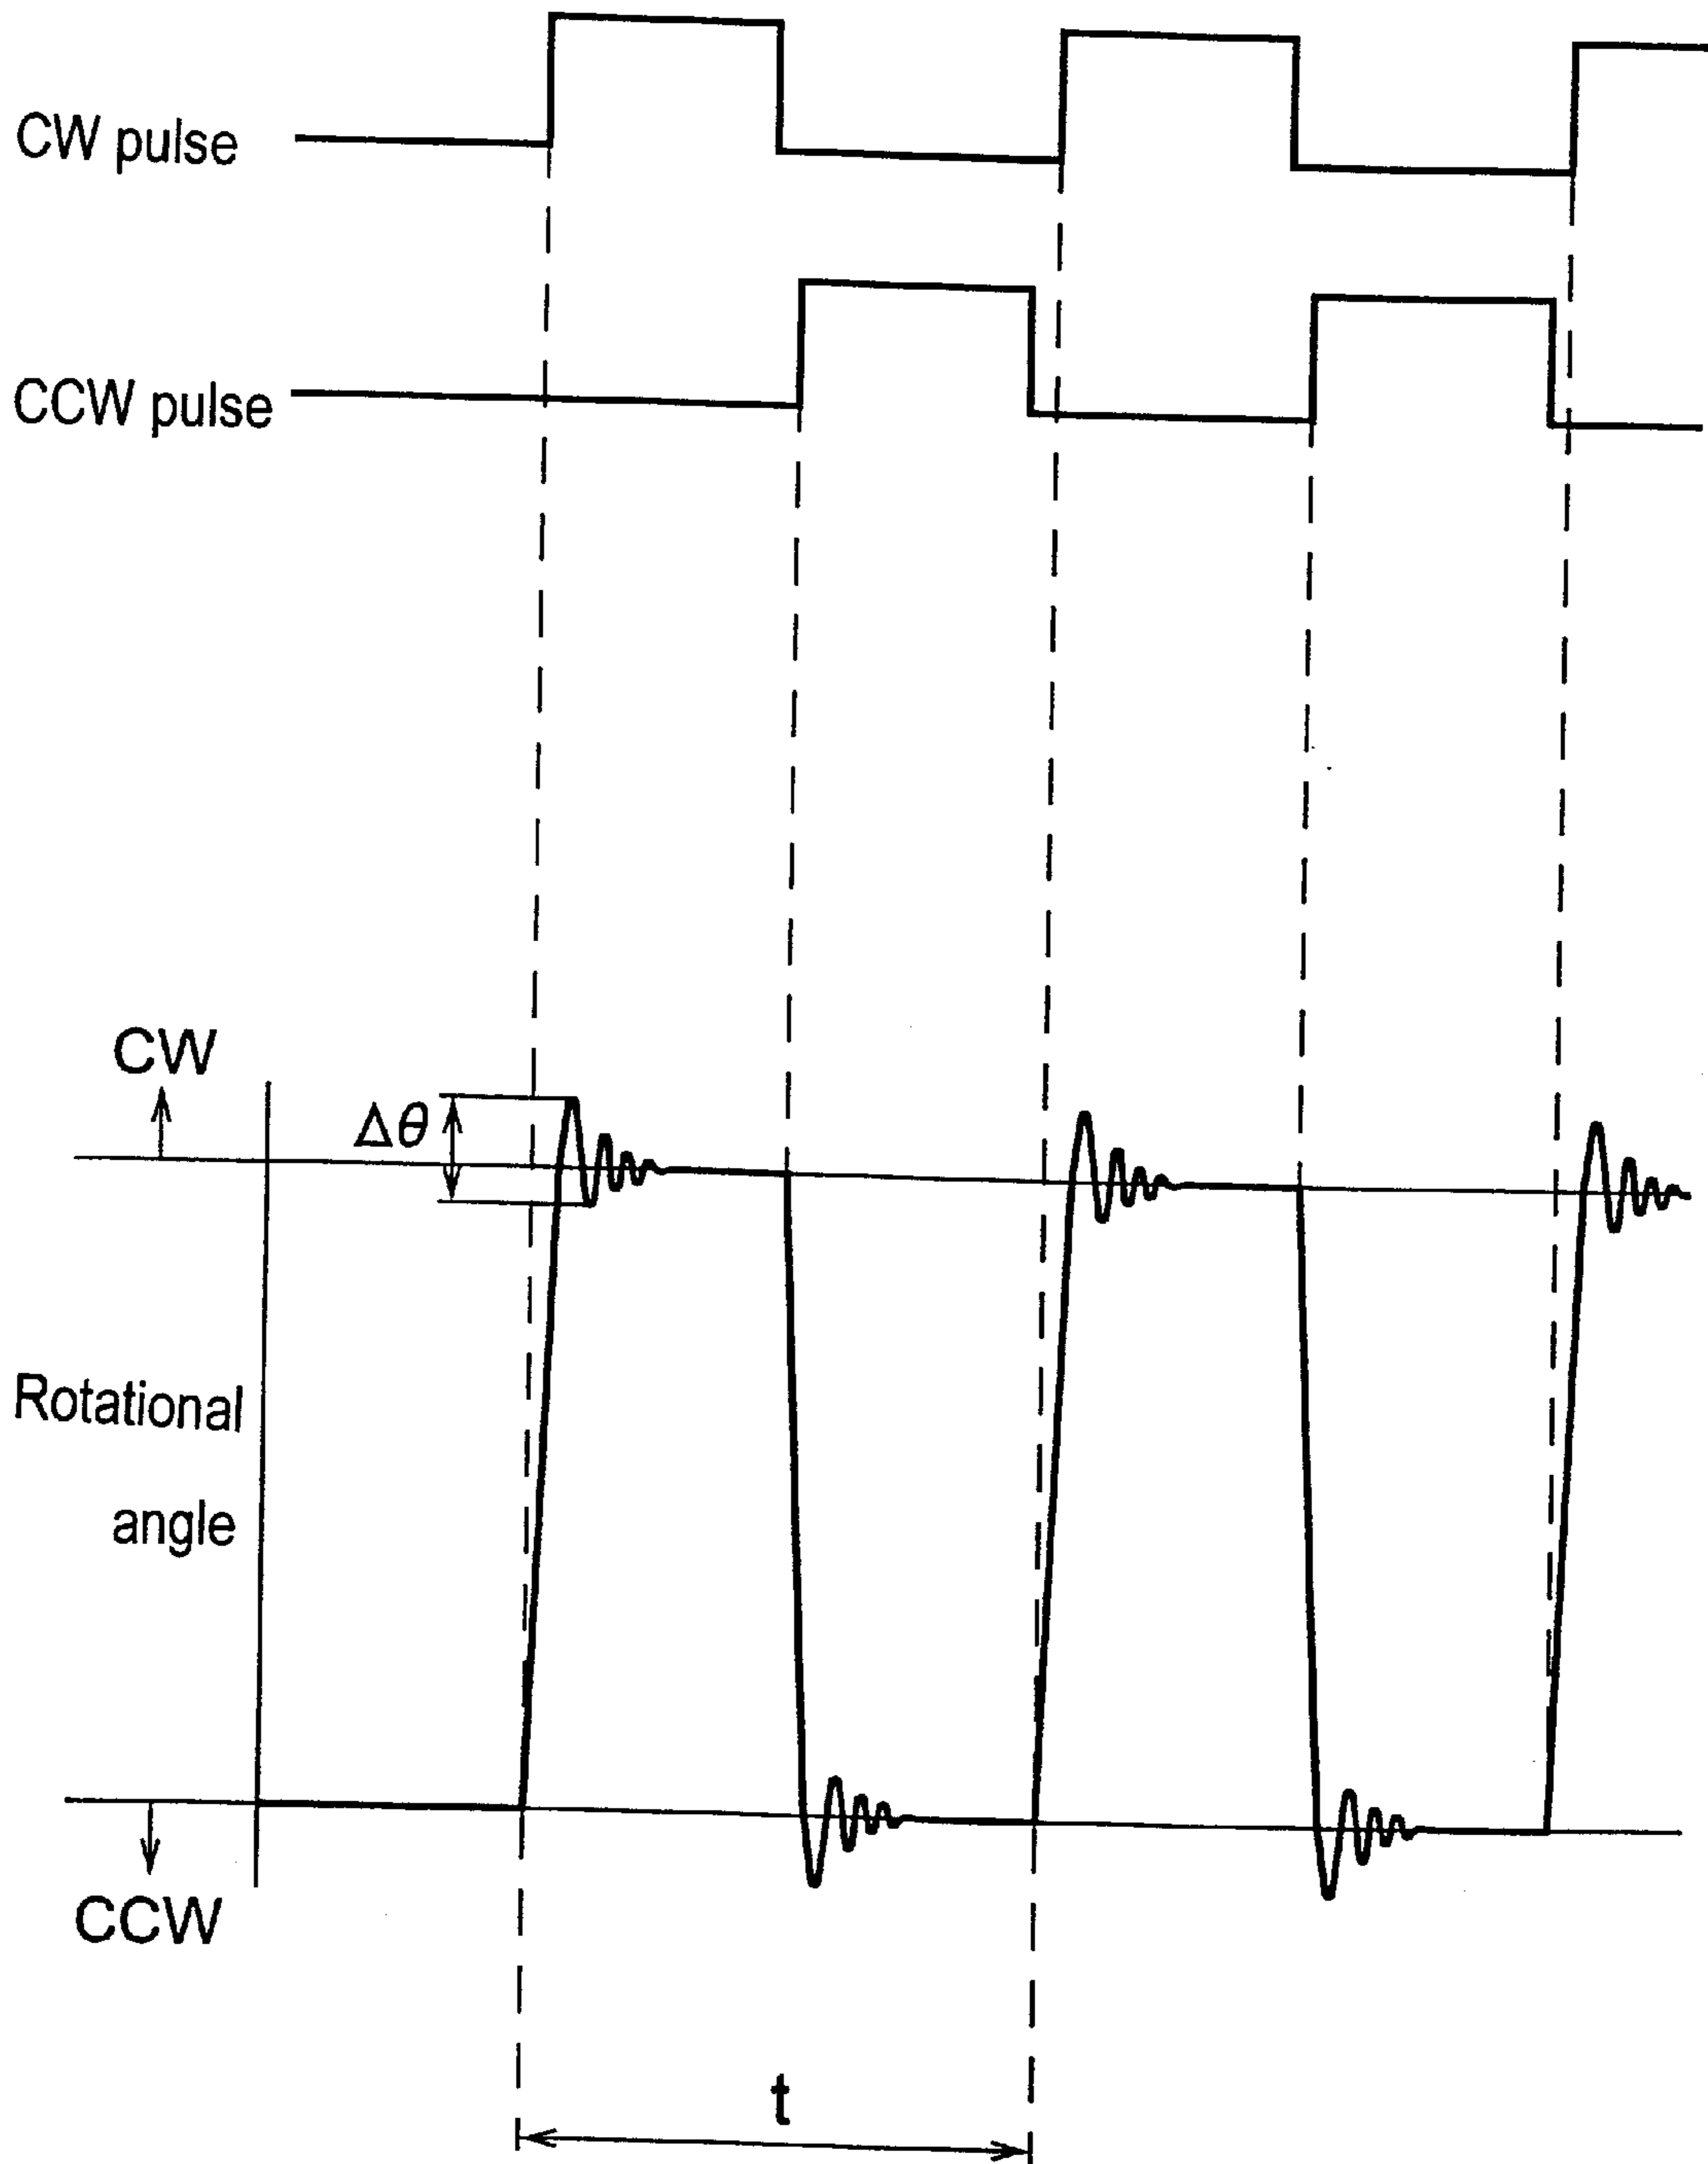 CW pulse
CCW pulse
CW
Δθ
Rotational
angle
CCW
t